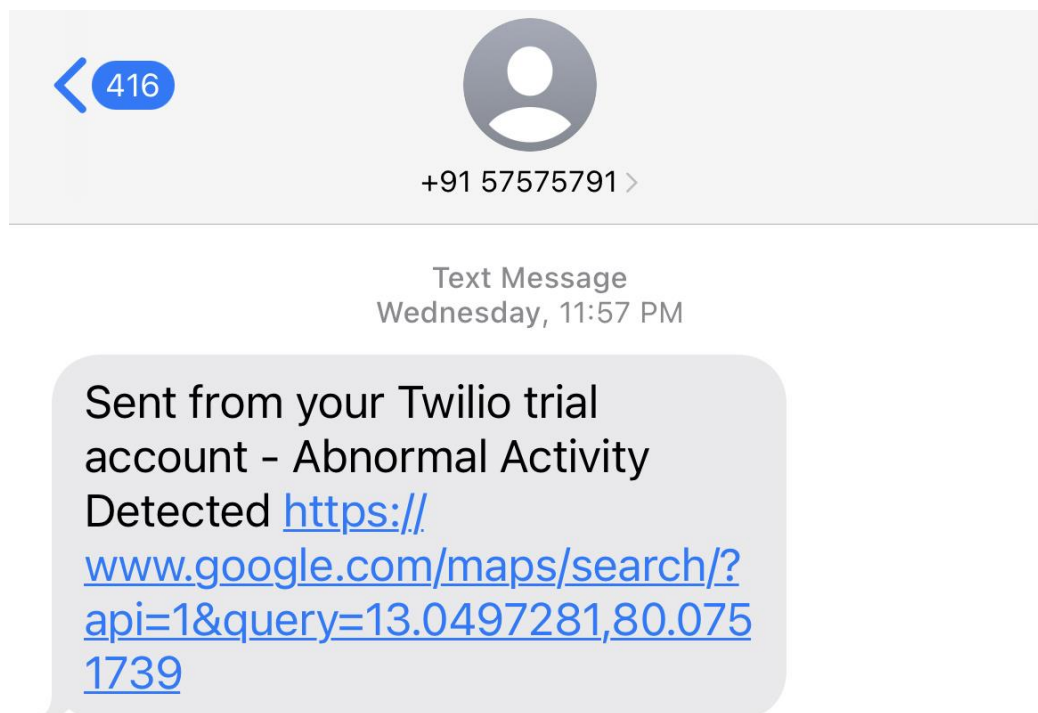 416
+91 57575791
Text Message
Wednesday, 11:57 PM
Sent from your Twilio trial
account - Abnormal Activity
Detected https://
www.google.com/maps/search/?
api=1&query=13.0497281,80.075
1739